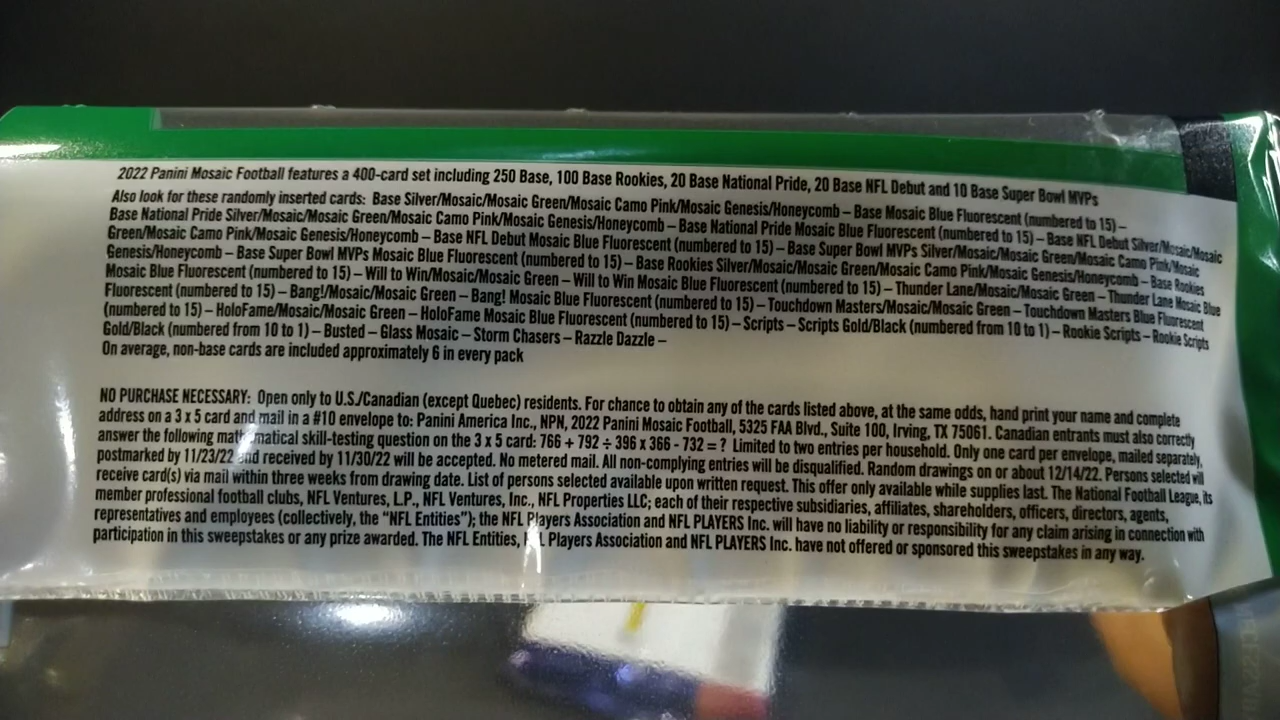 2022 Panini Mosaic Football features a 400-card set including 250 Base, 100 Base Rookies, 20 Base National Pride, 20 Base NFL Debut and 10 Base Super Bowl MVPs
Also look for these randomly inserted cards: Base Silver/Mosaic/Mosaic Green/Mosaic Camo Pink/Mosaic Genesis/Honeycomb – Base Mosaic Blue Fluorescent (numbered to 15) –
Base National Pride Silver/Mosaic/Mosaic Green/Mosaic Camo Pink/Mosaic Genesis/Honeycomb – Base National Pride Mosaic Blue Fluorescent (numbered to 15) – Base NFL Debut Silver/Mosaic/Mosaic
Green/Mosaic Camo Pink/Mosaic Genesis/Honeycomb – Base NFL Debut Mosaic Blue Fluorescent (numbered to 15) – Base Super Bowl MVPs Silver/Mosaic/Mosaic Green/Mosaic Camo Pink/Mosaic
Genesis/Honeycomb – Base Super Bowl MVPs Mosaic Blue Fluorescent (numbered to 15) – Base Rookies Silver/Mosaic/Mosaic Green/Mosaic Camo Pink/Mosaic Genesis/Honeycomb – Base Rookies
Mosaic Blue Fluorescent (numbered to 15) – Will to Win/Mosaic/Mosaic Green – Will to Win Mosaic Blue Fluorescent (numbered to 15) – Thunder Lane/Mosaic/Mosaic Green – Thunder Lane Mosaic Blue
Fluorescent (numbered to 15) – Bang!/Mosaic/Mosaic Green – Bang! Mosaic Blue Fluorescent (numbered to 15) – Touchdown Masters/Mosaic/Mosaic Green – Touchdown Masters Blue Fluorescent
(numbered to 15) – HoloFame/Mosaic/Mosaic Green – HoloFame Mosaic Blue Fluorescent (numbered to 15) – Scripts – Scripts Gold/Black (numbered from 10 to 1) – Rookie Scripts – Rookie Scripts
Gold/Black (numbered from 10 to 1) – Busted – Glass Mosaic – Storm Chasers – Razzle Dazzle –
On average, non-base cards are included approximately 6 in every pack
NO PURCHASE NECESSARY: Open only to U.S./Canadian (except Quebec) residents. For chance to obtain any of the cards listed above, at the same odds, hand print your name and complete
address on a 3 x 5 card and mail in a #10 envelope to: Panini America Inc., NPN, 2022 Panini Mosaic Football, 5325 FAA Blvd., Suite 100, Irving, TX 75061. Canadian entrants must also correctly
answer the following mathematical skill-testing question on the 3 x 5 card: 766 + 792 ÷ 396 x 366 - 732 = ? Limited to two entries per household. Only one card per envelope, mailed separately,
postmarked by 11/23/22 and received by 11/30/22 will be accepted. No metered mail. All non-complying entries will be disqualified. Random drawings on or about 12/14/22. Persons selected will
receive card(s) via mail within three weeks from drawing date. List of persons selected available upon written request. This offer only available while supplies last. The National Football League, its
member professional football clubs, NFL Ventures, L.P., NFL Ventures, Inc., NFL Properties LLC; each of their respective subsidiaries, affiliates, shareholders, officers, directors, agents,
representatives and employees (collectively, the “NFL Entities”); the NFL Players Association and NFL PLAYERS Inc. will have no liability or responsibility for any claim arising in connection with
participation in this sweepstakes or any prize awarded. The NFL Entities, NFL Players Association and NFL PLAYERS Inc. have not offered or sponsored this sweepstakes in any way.